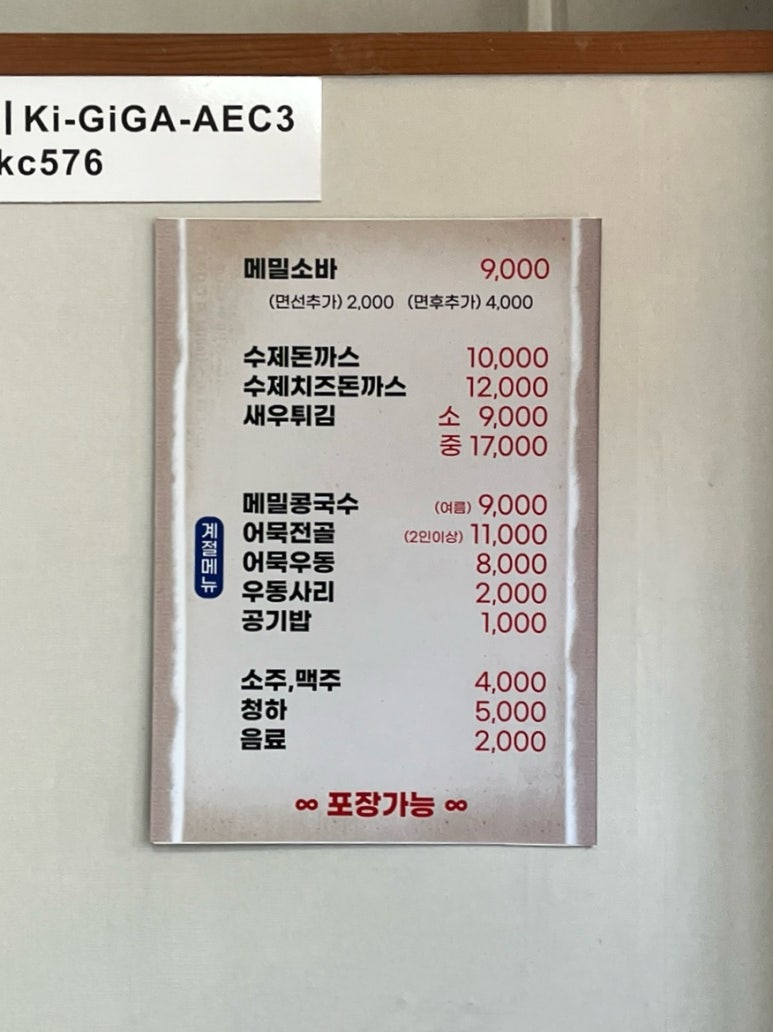 Ki-GiGA-AEC3
kc576
메밀소바 9,000
(면선추가) 2,000 (면후추가) 4,000
수제돈까스 10,000
수제치즈돈까스 12,000
새우튀김 소 9,000
중 17,000
계절메뉴
메밀콩국수 (여름) 9,000
어묵전골 (2인이상) 11,000
어묵우동 8,000
우동사리 2,000
공기밥 1,000
소주,맥주 4,000
청하 5,000
음료 2,000
∞ 포장가능 ∞